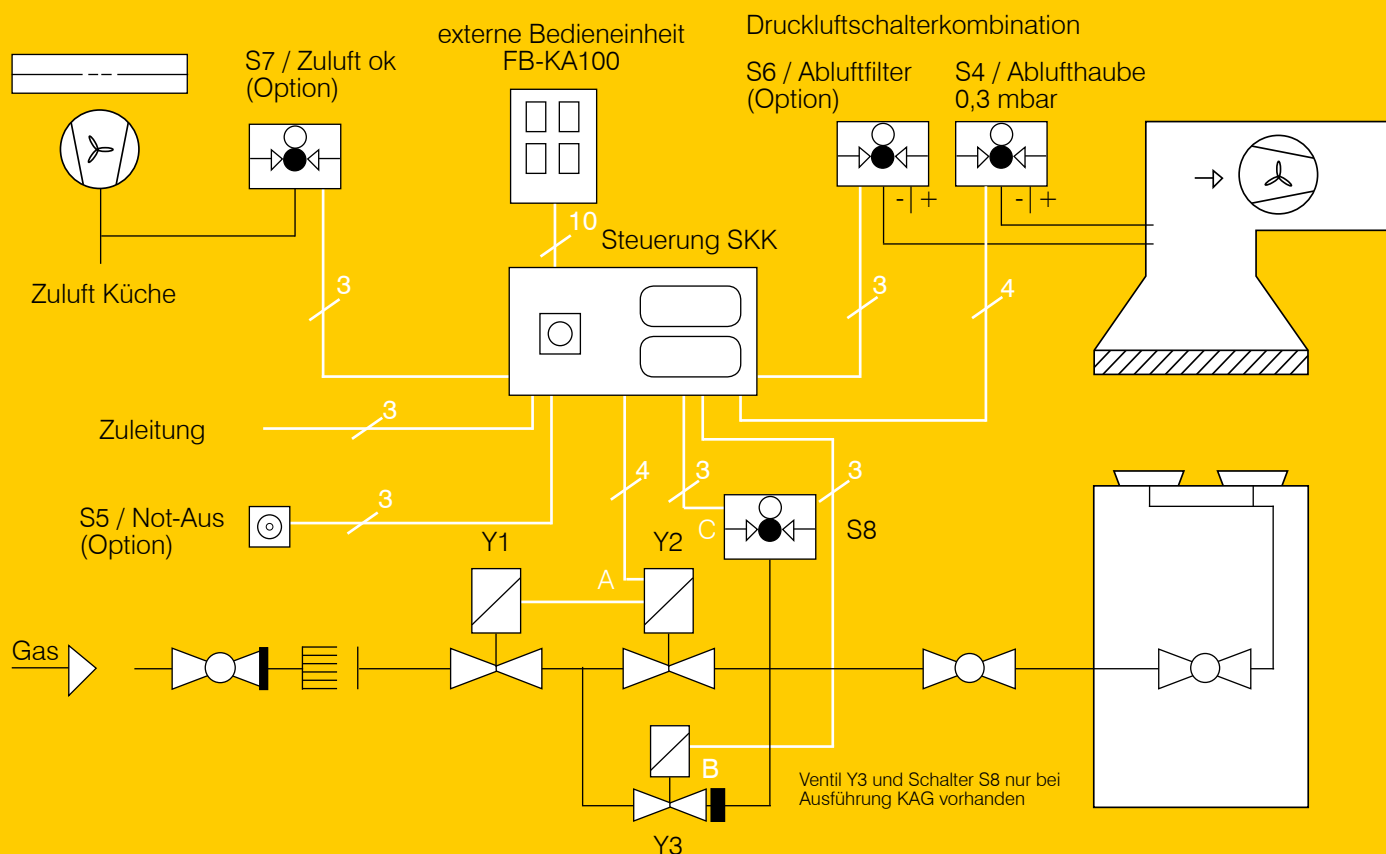 externe Bedieneinheit
FB-KA100
Druckluftschalterkombination
S7 / Zuluft ok
(Option)
S6 / Abluftfilter
(Option)
S4 / Ablufthaube
0,3 mbar
- +
- +
10
Steuerung SKK
Zuluft Küche
3
3
4
Zuleitung
3
4
3
3
S5 / Not-Aus
(Option)
3
C
S8
Y1
Y2
A
Gas
B
Ventil Y3 und Schalter S8 nur bei
Ausführung KAG vorhanden
Y3